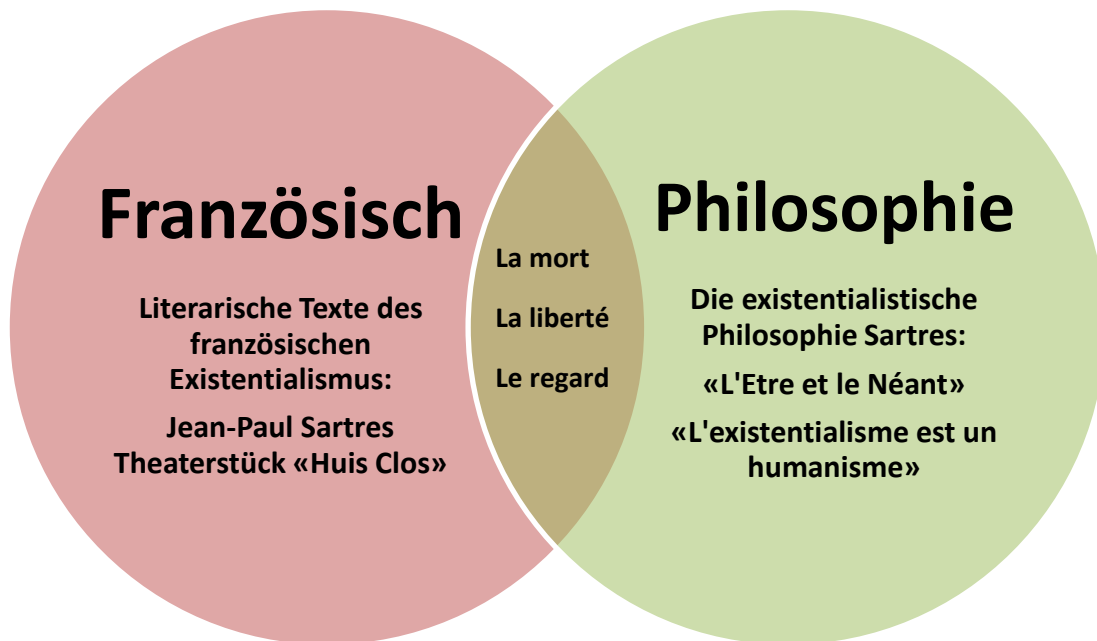 Französisch
Literarische Texte des
französischen
Existentialismus:
Jean-Paul Sartres
Theaterstück «Huis Clos»
La mort
La liberté
Le regard
Philosophie
Die existentialistische
Philosophie Sartres:
«L'Etre et le Néant»
«L'existentialisme est un
humanisme»